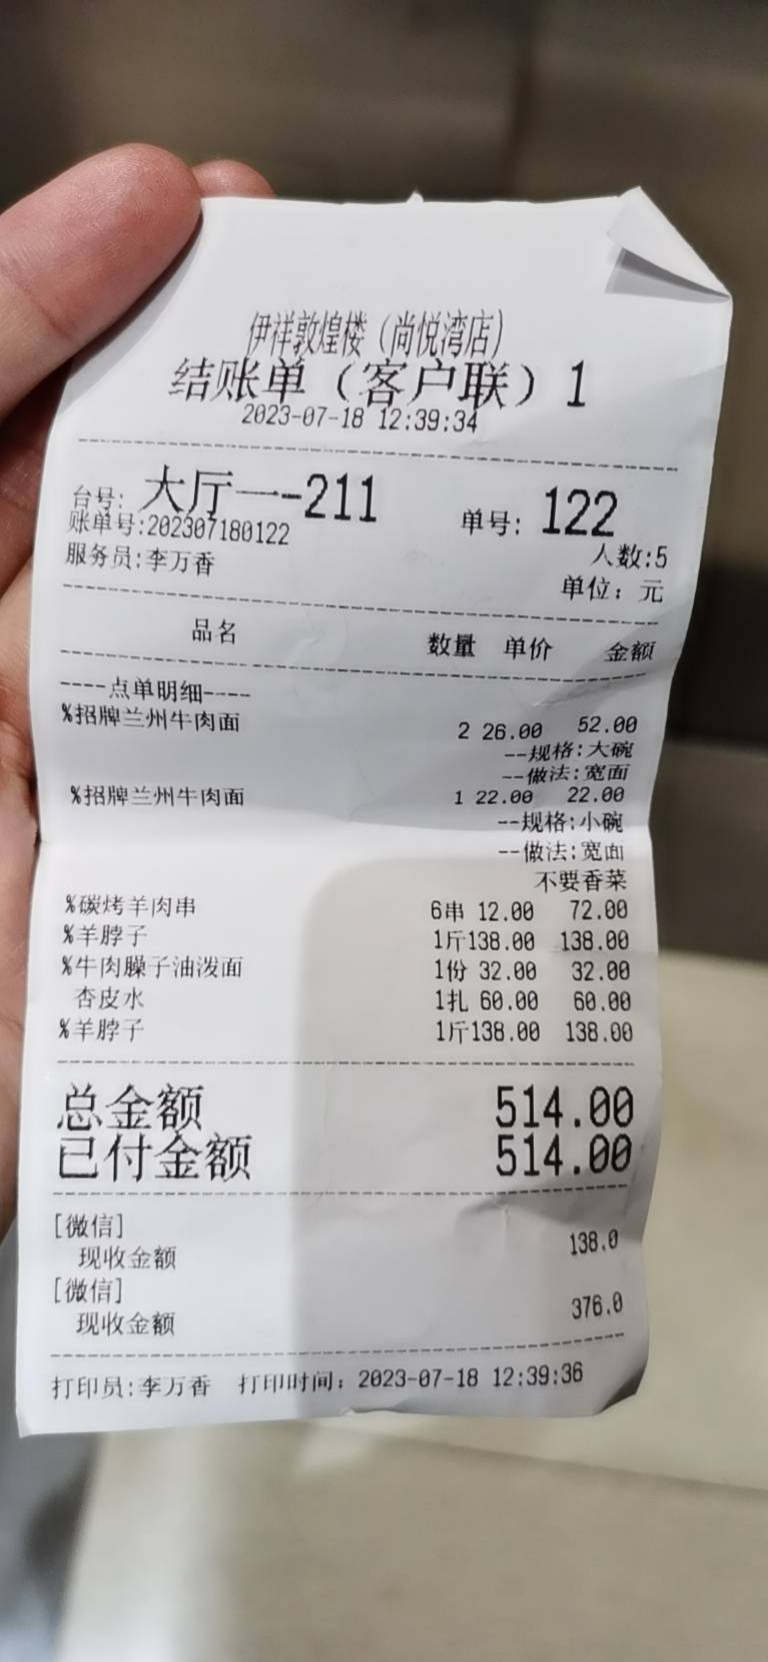 伊祥敦煌楼（尚悦湾店）
结账单（客户联）1
2023-07-18 12:39:34
台号: 大厅一-211 单号: 122
账单号:202307180122
服务员:李万香 人数:5
单位: 元
品名 数量 单价 金额
----点单明细----
%招牌兰州牛肉面 2 26.00 52.00
--规格:大碗
--做法:宽面
%招牌兰州牛肉面 1 22.00 22.00
--规格:小碗
--做法:宽面
不要香菜
%碳烤羊肉串 6串 12.00 72.00
%羊脖子 1斤138.00 138.00
%牛肉臊子油泼面 1份 32.00 32.00
杏皮水 1扎 60.00 60.00
%羊脖子 1斤138.00 138.00
总金额 514.00
已付金额 514.00
[微信]
现收金额 138.0
[微信]
现收金额 376.0
打印员:李万香 打印时间: 2023-07-18 12:39:36